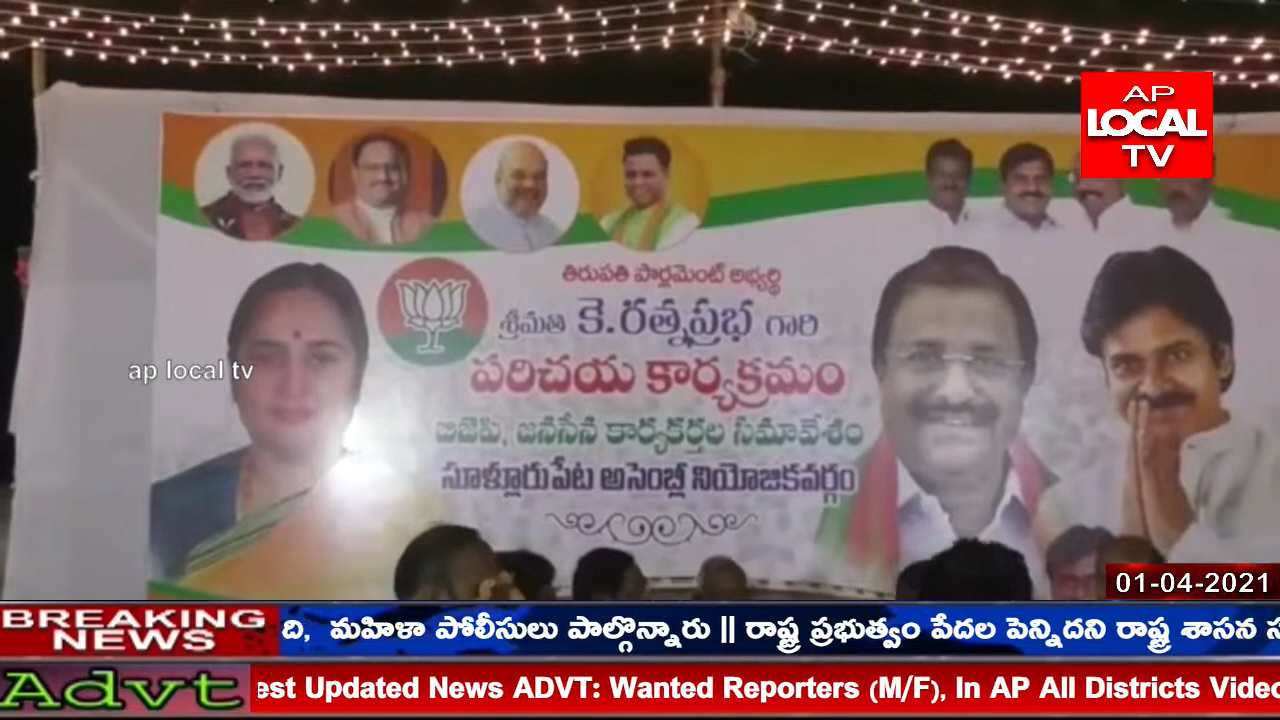 AP
LOCAL
TV
తిరుపతి పార్లమెంట్ అభ్యర్థి
శ్రీమతి కె.రత్నప్రభ గారి
పరిచయ కార్యక్రమం
బిజెపి, జనసేన కార్యకర్తల సమావేశం
సూళ్లూరుపేట అసెంబ్లీ నియోజకవర్గం
ap local tv
01-04-2021
BREAKING
NEWS
ది, మహిళా పోలీసులు పాల్గొన్నారు || రాష్ట్ర ప్రభుత్వం పేదల పెన్నిదని రాష్ట్ర శాసన స
Advt
est Updated News ADVT: Wanted Reporters (M/F), In AP All Districts Video